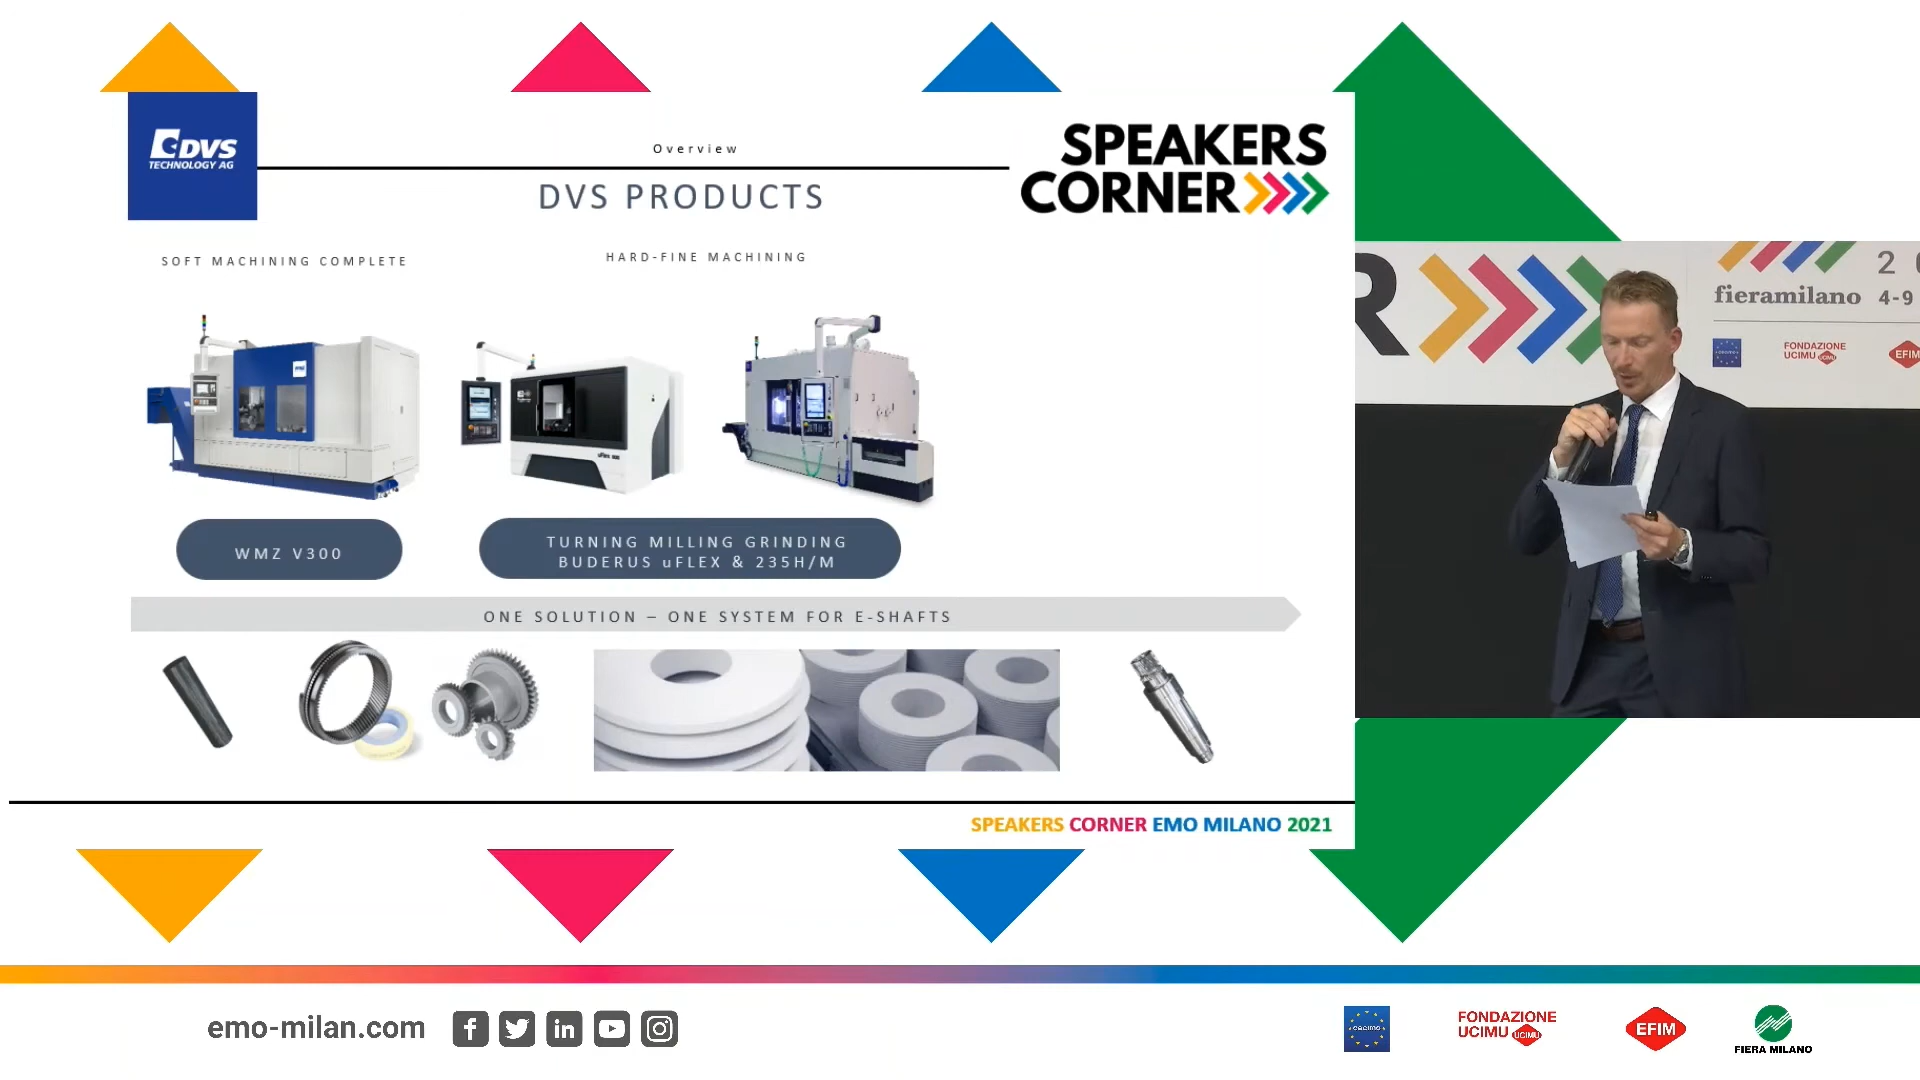 DVS
TECHNOLOGY AG
Overview
DVS PRODUCTS
SPEAKERS
CORNER
SOFT MACHINING COMPLETE
HARD-FINE MACHINING
WMZ V300
TURNING MILLING GRINDING
BUDERUS uFLEX & 235H/M
ONE SOLUTION – ONE SYSTEM FOR E-SHAFTS
SPEAKERS CORNER EMO MILANO 2021
R
fieramilano
4-9
FONDAZIONE
UCIMU
EFIM
emo-milan.com
cecimo
FONDAZIONE
UCIMU
UCIMU
EFIM
FIERA MILANO